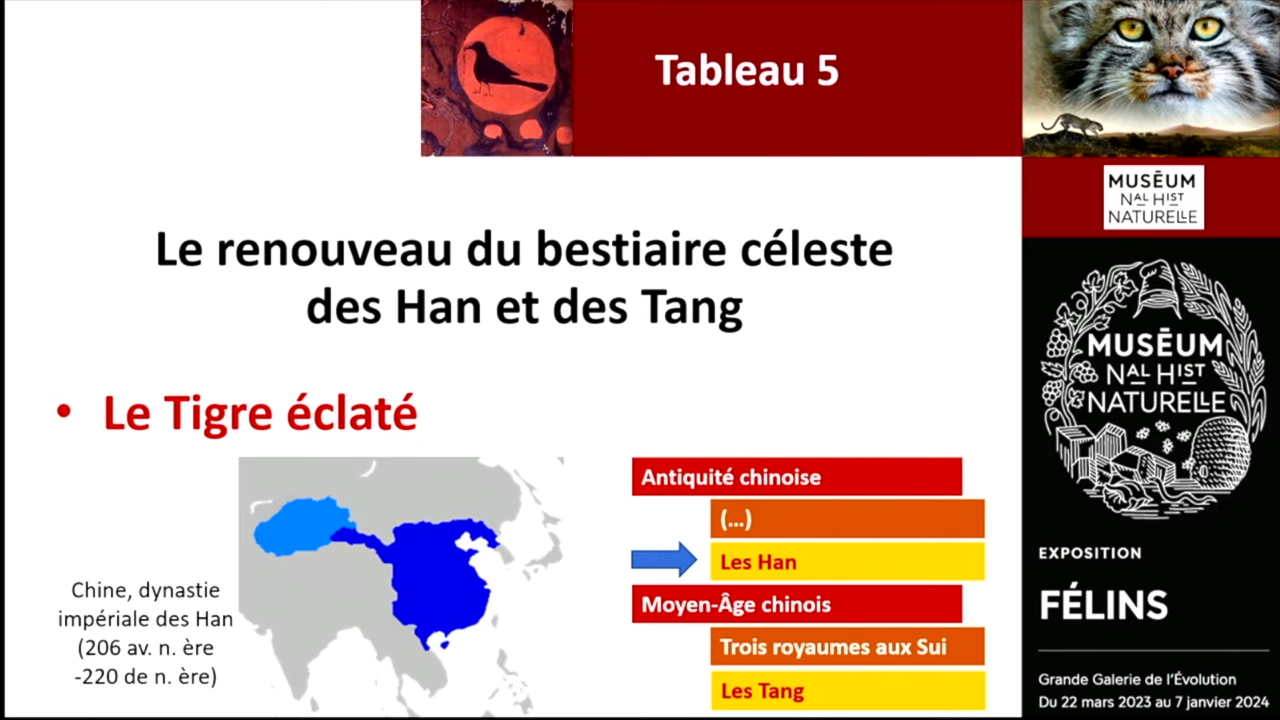 Tableau 5
MUSĒUM
NAL HIST
NATURELLE
Le renouveau du bestiaire céleste
des Han et des Tang
• Le Tigre éclaté
Chine, dynastie
impériale des Han
(206 av. n. ère
-220 de n. ère)
Antiquité chinoise
(...)
Les Han
Moyen-Âge chinois
Trois royaumes aux Sui
Les Tang
MUSĒUM
NAL HIST
NATURELLE
EXPOSITION
FÉLINS
Grande Galerie de l'Évolution
Du 22 mars 2023 au 7 janvier 2024